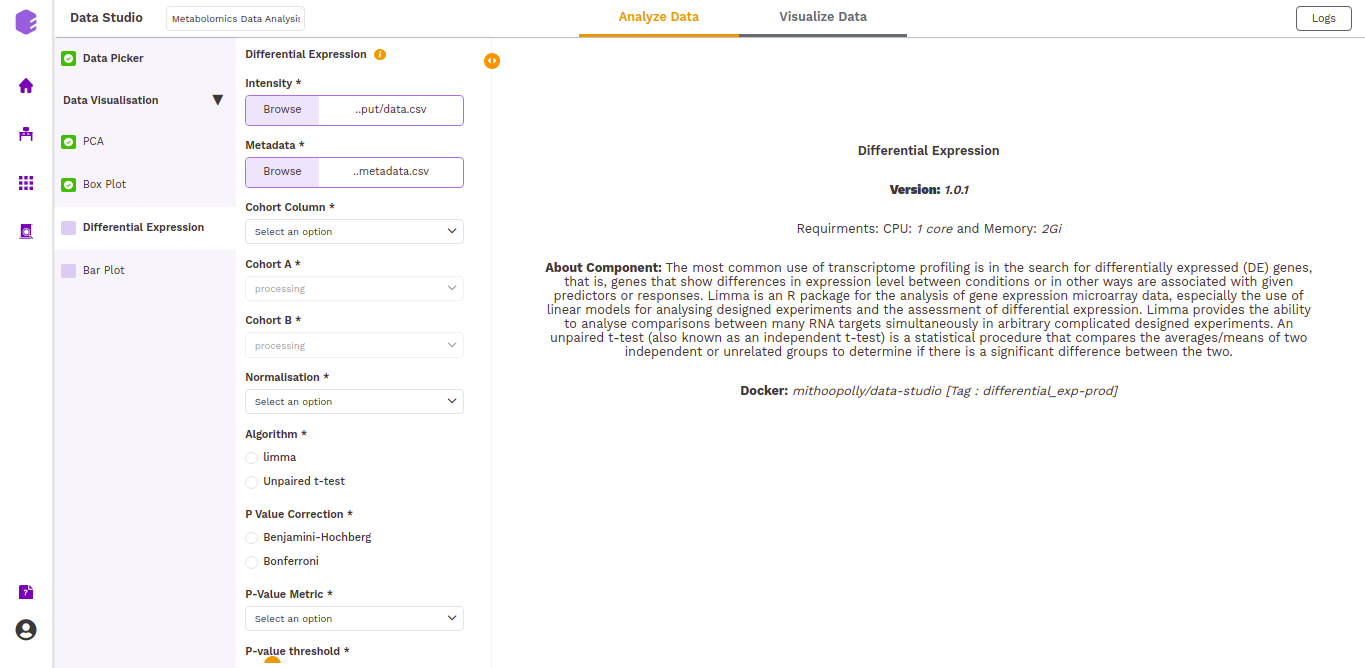 Data Studio
Metabolomics Data Analysis
Analyze Data
Visualize Data
Logs
Data Picker
Data Visualisation
PCA
Box Plot
Differential Expression
Bar Plot
Differential Expression i
Intensity *
Browse ..put/data.csv
Metadata *
Browse ..metadata.csv
Cohort Column *
Select an option
Cohort A *
processing
Cohort B *
processing
Normalisation *
Select an option
Algorithm *
limma
Unpaired t-test
P Value Correction *
Benjamini-Hochberg
Bonferroni
P-Value Metric *
Select an option
P-value threshold *
Differential Expression
Version: 1.0.1
Requirments: CPU: 1 core and Memory: 2Gi
About Component: The most common use of transcriptome profiling is in the search for differentially expressed (DE) genes,
that is, genes that show differences in expression level between conditions or in other ways are associated with given
predictors or responses. Limma is an R package for the analysis of gene expression microarray data, especially the use of
linear models for analysing designed experiments and the assessment of differential expression. Limma provides the ability
to analyse comparisons between many RNA targets simultaneously in arbitrary complicated designed experiments. An
unpaired t-test (also known as an independent t-test) is a statistical procedure that compares the averages/means of two
independent or unrelated groups to determine if there is a significant difference between the two.
Docker: mithoopolly/data-studio [Tag : differential_exp-prod]
?